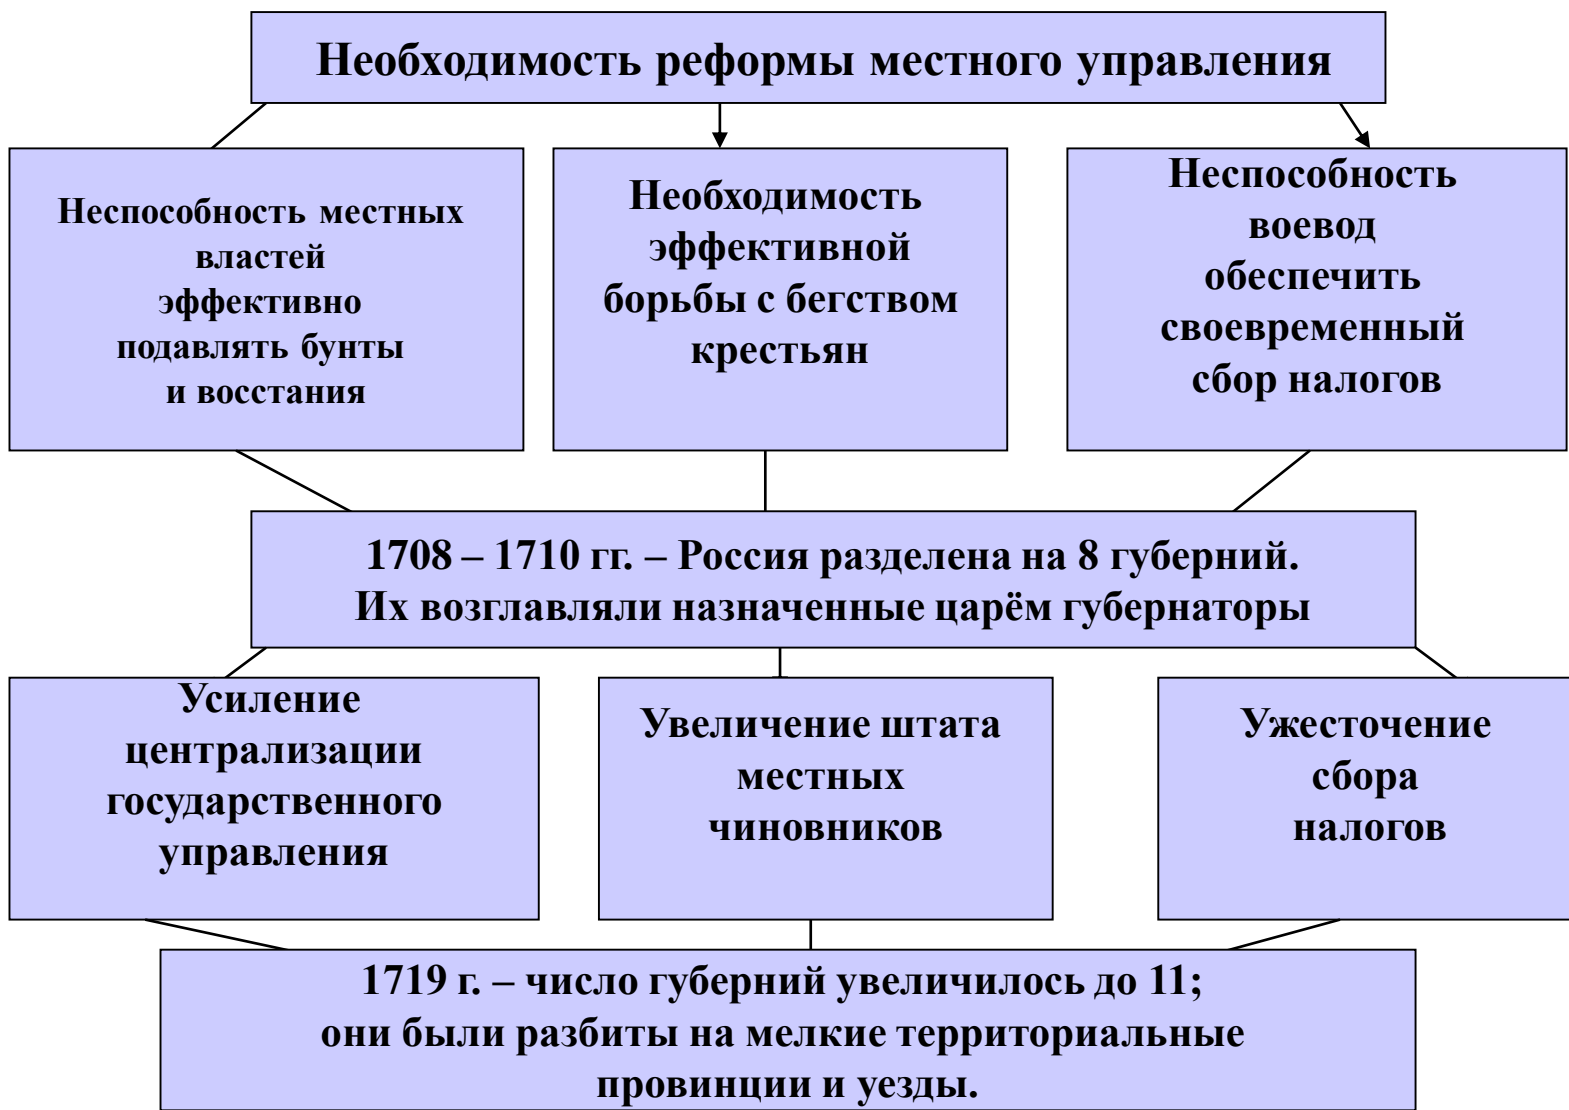 Необходимость реформы местного управления
Неспособность местных
властей
эффективно
подавлять бунты
и восстания
Необходимость
эффективной
борьбы с бегством
крестьян
Неспособность
воевод
обеспечить
своевременный
сбор налогов
1708 – 1710 гг. – Россия разделена на 8 губерний.
Их возглавляли назначенные царём губернаторы
Усиление
централизации
государственного
управления
Увеличение штата
местных
чиновников
Ужесточение
сбора
налогов
1719 г. – число губерний увеличилось до 11;
они были разбиты на мелкие территориальные
провинции и уезды.